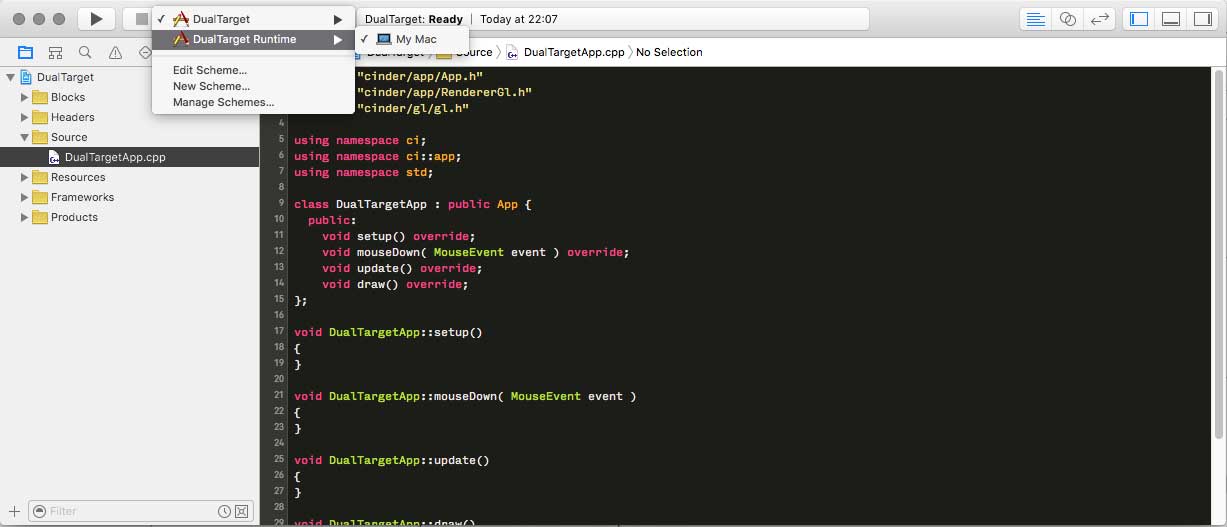 DualTarget
DualTarget: Ready | Today at 22:07
DualTarget Runtime
My Mac
Edit Scheme...
New Scheme...
Manage Schemes...
DualTarget
Source
DualTargetApp.cpp
No Selection
DualTarget
Blocks
Headers
Source
DualTargetApp.cpp
Resources
Frameworks
Products
Filter
"cinder/app/App.h"
"cinder/app/RendererGl.h"
"cinder/gl/gl.h"
4
5 using namespace ci;
6 using namespace ci::app;
7 using namespace std;
8
9 class DualTargetApp : public App {
10 public:
11 void setup() override;
12 void mouseDown( MouseEvent event ) override;
13 void update() override;
14 void draw() override;
15 };
16
17 void DualTargetApp::setup()
18 {
19 }
20
21 void DualTargetApp::mouseDown( MouseEvent event )
22 {
23 }
24
25 void DualTargetApp::update()
26 {
27 }
28
29 void DualTargetApp::draw()